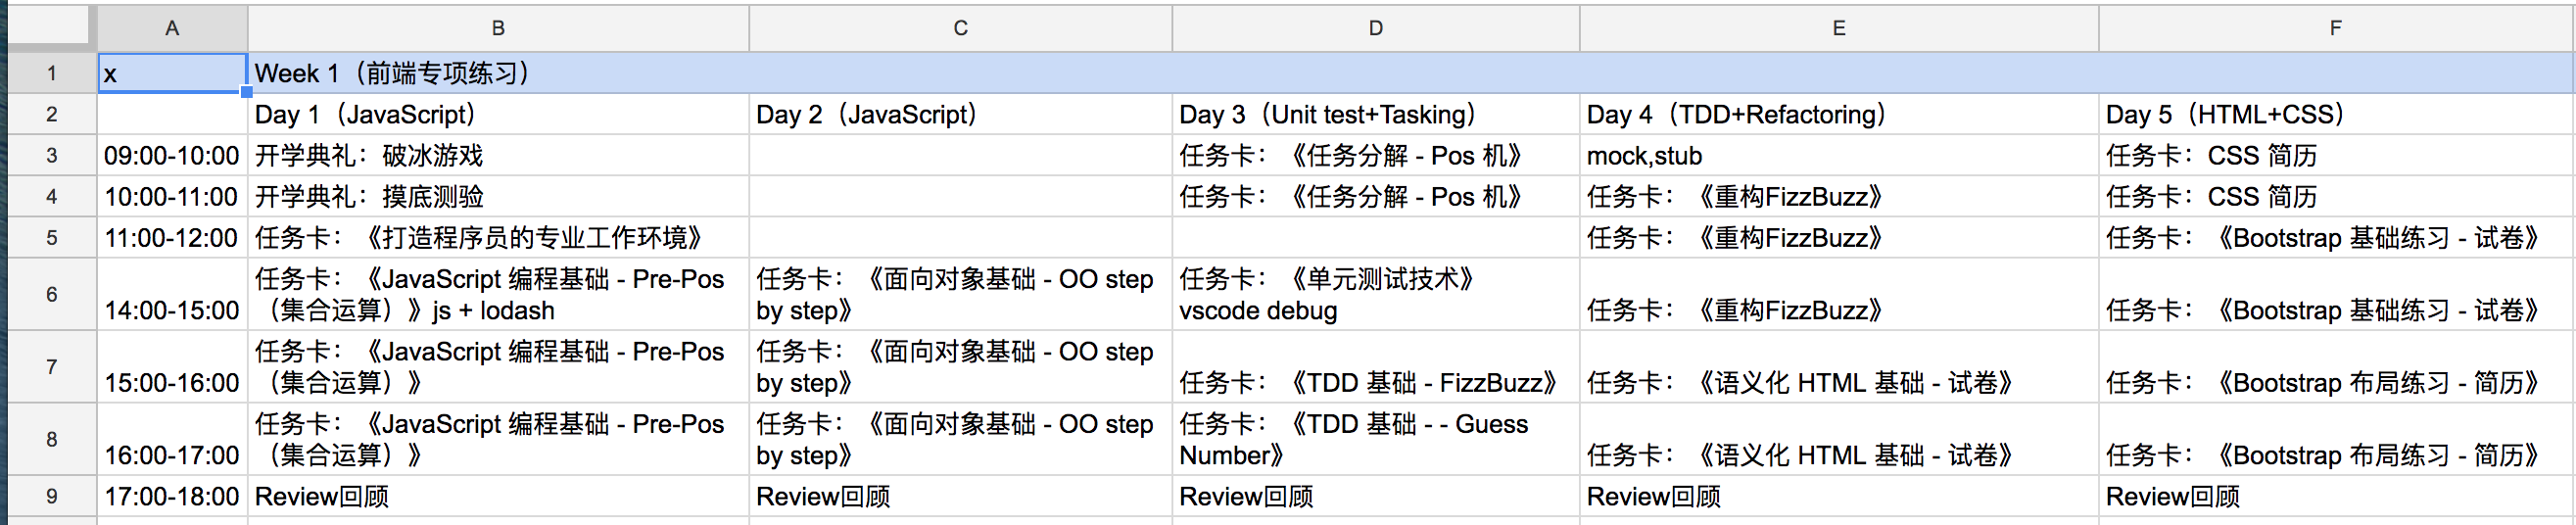 A B C D E F
1 x Week 1（前端专项练习）
2 Day 1（JavaScript） Day 2（JavaScript） Day 3（Unit test+Tasking） Day 4（TDD+Refactoring） Day 5（HTML+CSS）
3 09:00-10:00 开学典礼：破冰游戏 任务卡：《任务分解 - Pos 机》 mock,stub 任务卡：CSS 简历
4 10:00-11:00 开学典礼：摸底测验 任务卡：《任务分解 - Pos 机》 任务卡：《重构FizzBuzz》 任务卡：CSS 简历
5 11:00-12:00 任务卡：《打造程序员的专业工作环境》 任务卡：《重构FizzBuzz》 任务卡：《Bootstrap 基础练习 - 试卷》
任务卡：《JavaScript 编程基础 - Pre-Pos 任务卡：《面向对象基础 - OO step 任务卡：《单元测试技术》
6 14:00-15:00 （集合运算）》js + lodash by step》 vscode debug 任务卡：《重构FizzBuzz》 任务卡：《Bootstrap 基础练习 - 试卷》
任务卡：《JavaScript 编程基础 - Pre-Pos 任务卡：《面向对象基础 - OO step
7 15:00-16:00 （集合运算）》 by step》 任务卡：《TDD 基础 - FizzBuzz》 任务卡：《语义化 HTML 基础 - 试卷》 任务卡：《Bootstrap 布局练习 - 简历》
任务卡：《JavaScript 编程基础 - Pre-Pos 任务卡：《面向对象基础 - OO step 任务卡：《TDD 基础 - - Guess
8 16:00-17:00 （集合运算）》 by step》 Number》 任务卡：《语义化 HTML 基础 - 试卷》 任务卡：《Bootstrap 布局练习 - 简历》
9 17:00-18:00 Review回顾 Review回顾 Review回顾 Review回顾 Review回顾